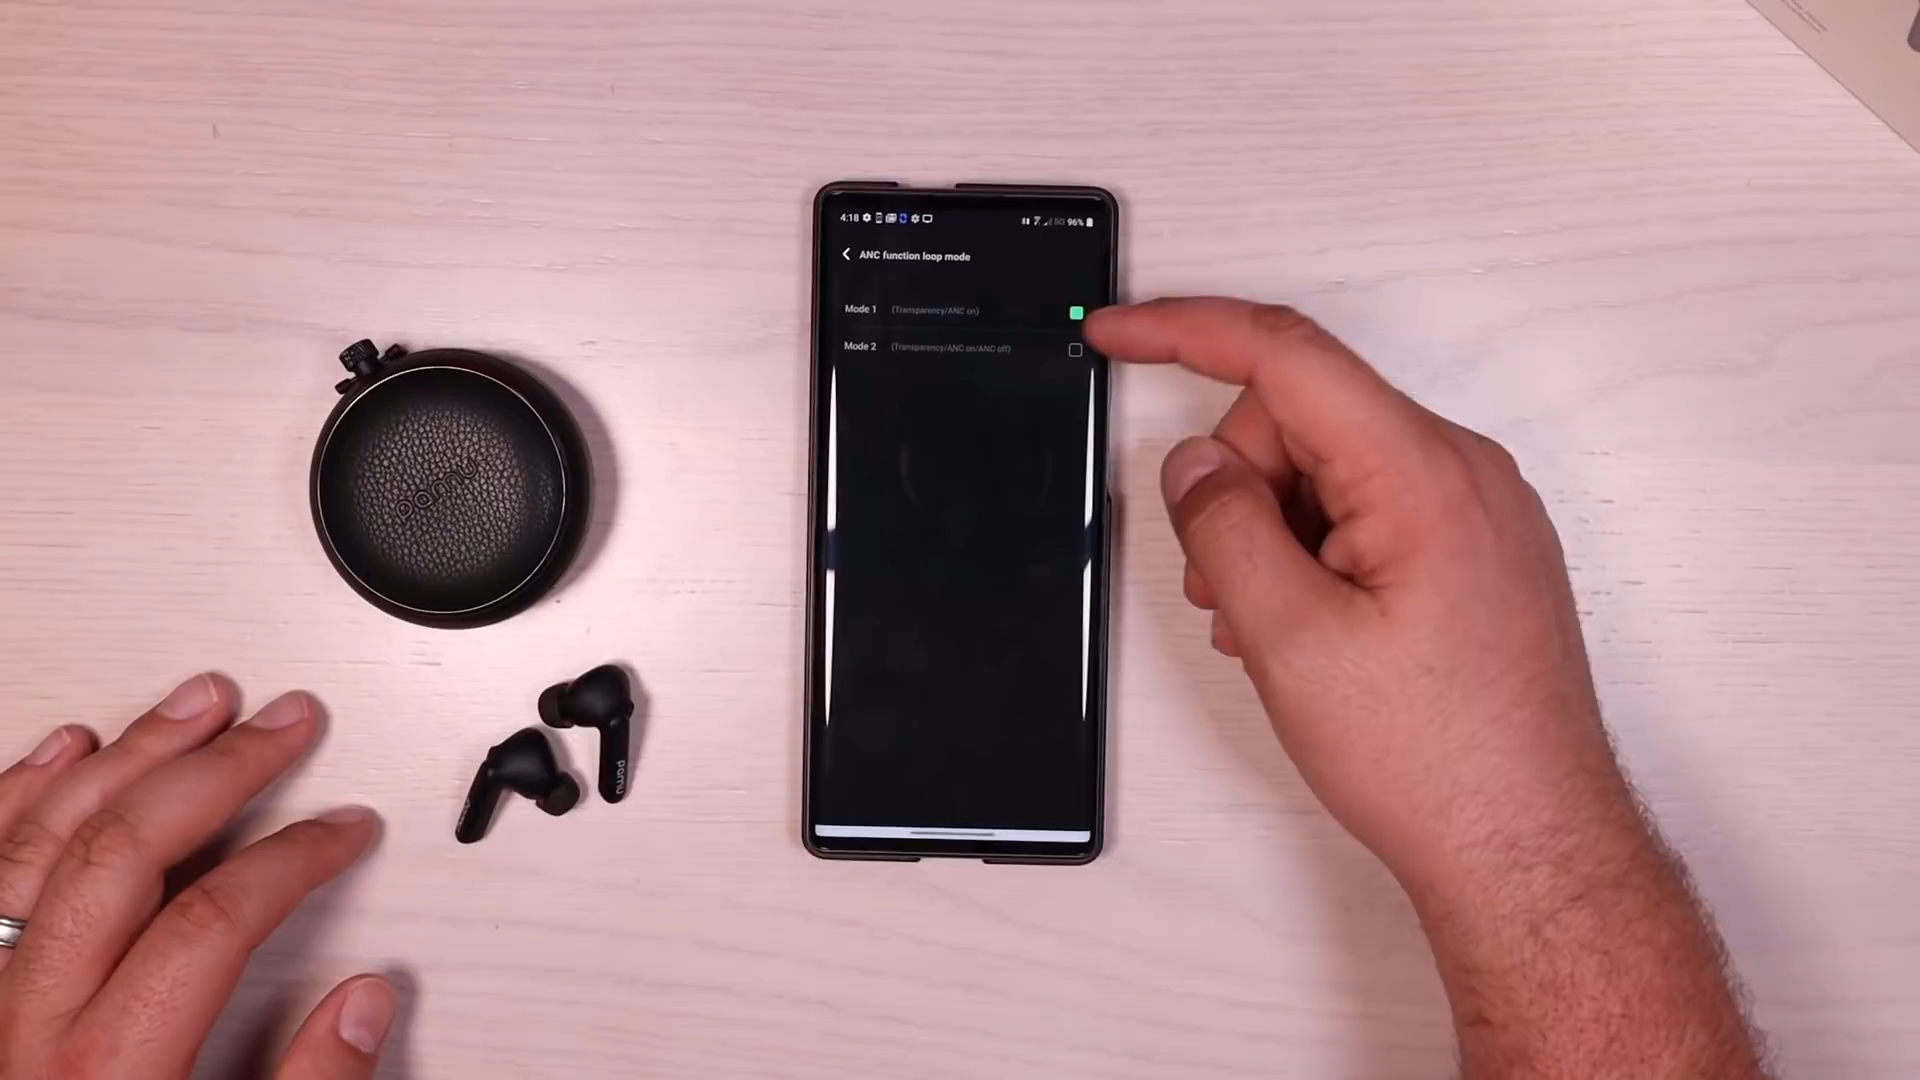 4:18
5G 96%
ANC function loop mode
Mode 1 (Transparency/ANC on)
Mode 2 (Transparency/ANC on/ANC off)
pamu
pamu